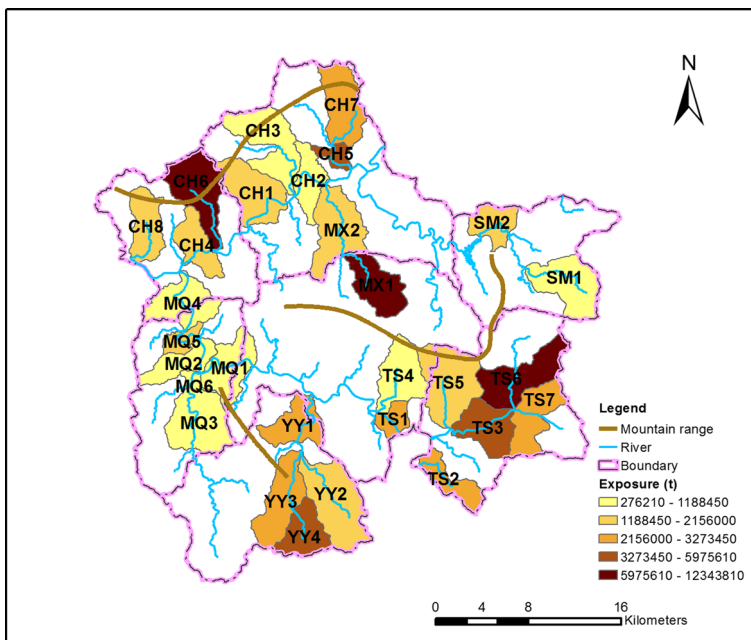 N
CH7
CH3
CH5
CH6
CH2
CH1
CH8
MX2
SM2
CH4
SM1
MX1
MQ4
MQ5
MQ2
MQ1
TS4
TS5
TS6
MQ6
TS7
MQ3
YY1
TS1
TS3
TS2
YY3
YY2
YY4
Legend
Mountain range
River
Boundary
Exposure (t)
276210 - 1188450
1188450 - 2156000
2156000 - 3273450
3273450 - 5975610
5975610 - 12343810
0 4 8 16
Kilometers